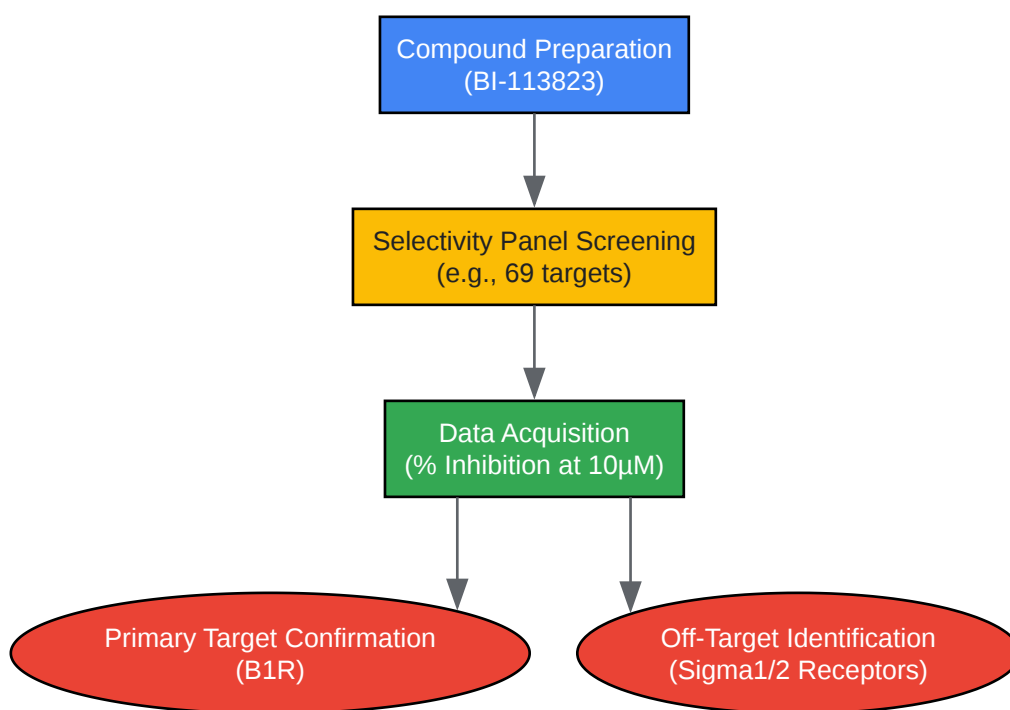 Compound Preparation
(BI-113823)
Selectivity Panel Screening
(e.g., 69 targets)
Data Acquisition
(% Inhibition at 10µM)
Primary Target Confirmation
(B1R)
Off-Target Identification
(Sigma1/2 Receptors)